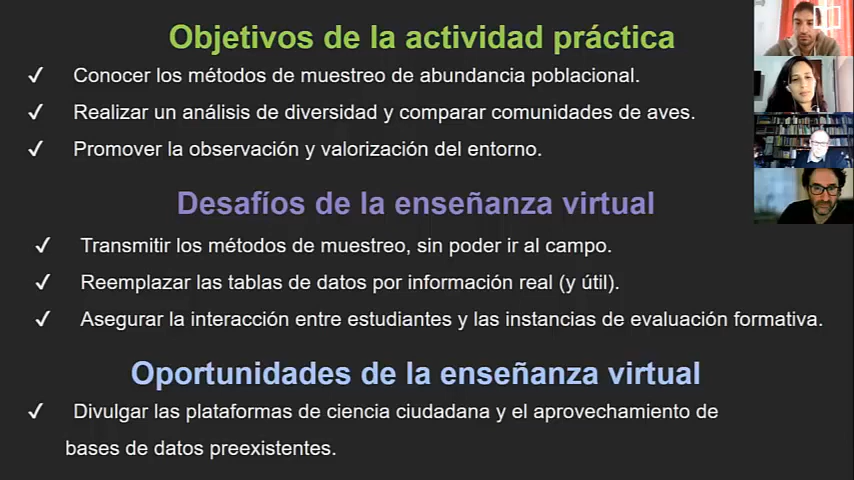 Objetivos de la actividad práctica
✓ Conocer los métodos de muestreo de abundancia poblacional.
✓ Realizar un análisis de diversidad y comparar comunidades de aves.
✓ Promover la observación y valorización del entorno.
Desafíos de la enseñanza virtual
✓ Transmitir los métodos de muestreo, sin poder ir al campo.
✓ Reemplazar las tablas de datos por información real (y útil).
✓ Asegurar la interacción entre estudiantes y las instancias de evaluación formativa.
Oportunidades de la enseñanza virtual
✓ Divulgar las plataformas de ciencia ciudadana y el aprovechamiento de
bases de datos preexistentes.